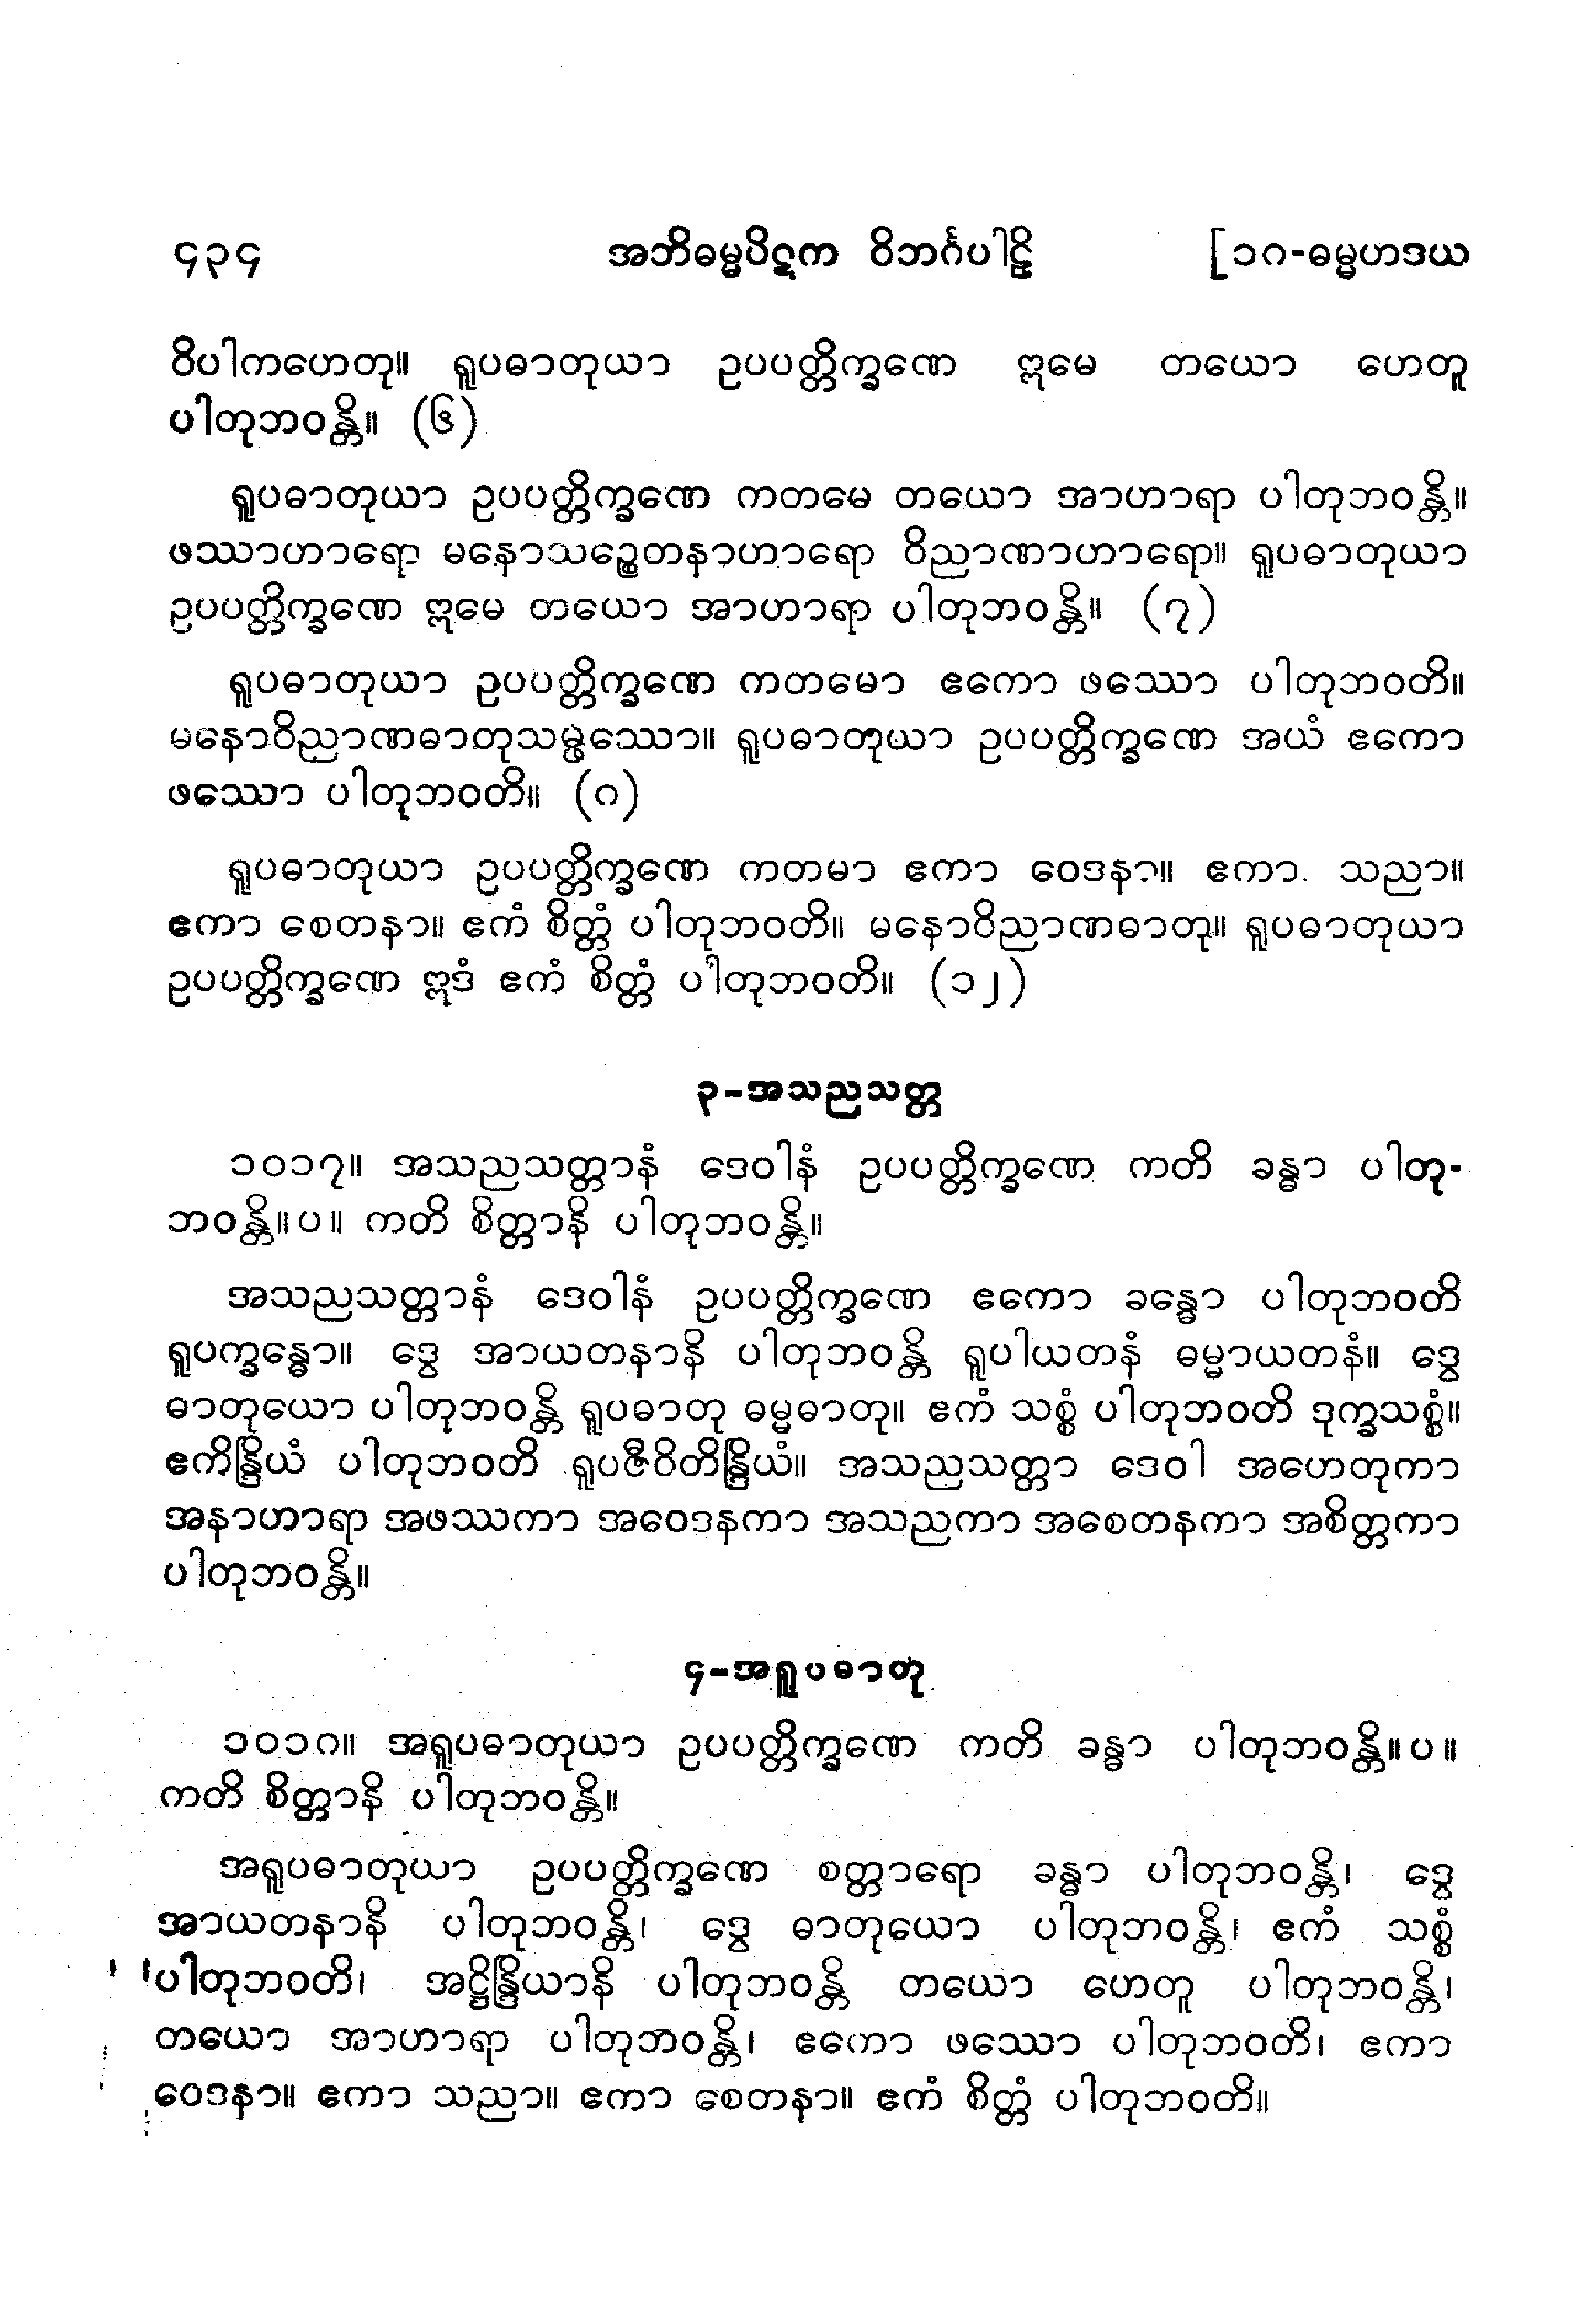 ၄၃၄ အဘိဓမ္မပိဋက ဝိဘင်္ဂပါဠိ [၁၈-ဓမ္မဟဒယ
ဝိပါကဟေတု။ ရူပဓာတုယာ ဥပပတ္တိက္ခဏေ ဣမေ တယော ဟေတူ
ပါတုဘဝန္တိ။ (၆)
ရူပဓာတုယာ ဥပပတ္တိက္ခဏေ ကတမေ တယော အာဟာရာ ပါတုဘဝန္တိ။
ဖဿာဟာရော မနောသဉ္စေတနာဟာရော ဝိညာဏာဟာရော။ ရူပဓာတုယာ
ဥပပတ္တိက္ခဏေ ဣမေ တယော အာဟာရာ ပါတုဘဝန္တိ။ (၇)
ရူပဓာတုယာ ဥပပတ္တိက္ခဏေ ကတမော ဧကော ဖဿော ပါတုဘဝတိ။
မနောဝိညာဏဓာတုသမ္ဖဿော။ ရူပဓာတုယာ ဥပပတ္တိက္ခဏေ အယံ ဧကော
ဖဿော ပါတုဘဝတိ။ (၈)
ရူပဓာတုယာ ဥပပတ္တိက္ခဏေ ကတမာ ဧကာ ဝေဒနာ။ ဧကာ သညာ။
ဧကာ စေတနာ။ ဧကံ စိတ္တံ ပါတုဘဝတိ။ မနောဝိညာဏဓာတု။ ရူပဓာတုယာ
ဥပပတ္တိက္ခဏေ ဣဒံ ဧကံ စိတ္တံ ပါတုဘဝတိ။ (၁၂)
၃-အသညသတ္တ
၁၀၁၇။ အသညသတ္တာနံ ဒေဝါနံ ဥပပတ္တိက္ခဏေ ကတိ ခန္ဓာ ပါတု-
ဘဝန္တိ။ပ။ ကတိ စိတ္တာနိ ပါတုဘဝန္တိ။
အသညသတ္တာနံ ဒေဝါနံ ဥပပတ္တိက္ခဏေ ဧကော ခန္ဓော ပါတုဘဝတိ
ရူပက္ခန္ဓော။ ဒွေ အာယတနာနိ ပါတုဘဝန္တိ ရူပါယတနံ ဓမ္မာယတနံ။ ဒွေ
ဓာတုယော ပါတုဘဝန္တိ ရူပဓာတု ဓမ္မဓာတု။ ဧကံ သစ္စံ ပါတုဘဝတိ ဒုက္ခသစ္စံ။
ဧကိန္ဒြိယံ ပါတုဘဝတိ ရူပဇီဝိတိန္ဒြိယံ။ အသညသတ္တာ ဒေဝါ အဟေတုကာ
အနာဟာရာ အဖဿကာ အဝေဒနကာ အသညကာ အစေတနကာ အစိတ္တကာ
ပါတုဘဝန္တိ။
၄-အရူပဓာတု
၁၀၁၈။ အရူပဓာတုယာ ဥပပတ္တိက္ခဏေ ကတိ ခန္ဓာ ပါတုဘဝန္တိ။ပ။
ကတိ စိတ္တာနိ ပါတုဘဝန္တိ။
အရူပဓာတုယာ ဥပပတ္တိက္ခဏေ စတ္တာရော ခန္ဓာ ပါတုဘဝန္တိ၊ ဒွေ
အာယတနာနိ ပါတုဘဝန္တိ၊ ဒွေ ဓာတုယော ပါတုဘဝန္တိ၊ ဧကံ သစ္စံ
ပါတုဘဝတိ၊ အဋ္ဌိန္ဒြိယာနိ ပါတုဘဝန္တိ တယော ဟေတူ ပါတုဘဝန္တိ၊
တယော အာဟာရာ ပါတုဘဝန္တိ၊ ဧကော ဖဿော ပါတုဘဝတိ၊ ဧကာ
ဝေဒနာ။ ဧကာ သညာ။ ဧကာ စေတနာ။ ဧကံ စိတ္တံ ပါတုဘဝတိ။